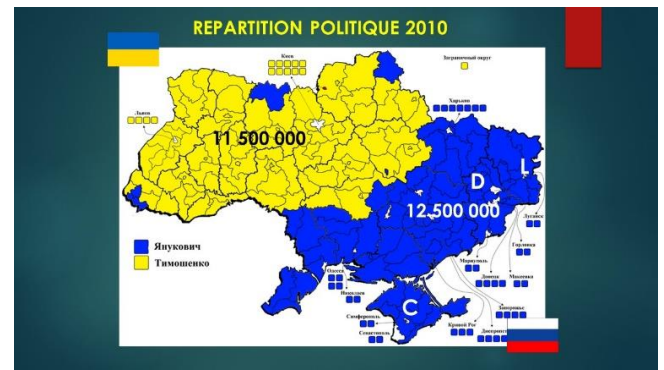 REPARTITION POLITIQUE 2010
Киев
Заграничный округ
Львов
Харьков
11 500 000
D
L
12 500 000
Луганск
Янукович
Тимошенко
Горловка
Мариуполь
Одесса
Донецк
Макеевка
Николаев
Запорожье
C
Симферополь
Кривой Рог
Севастополь